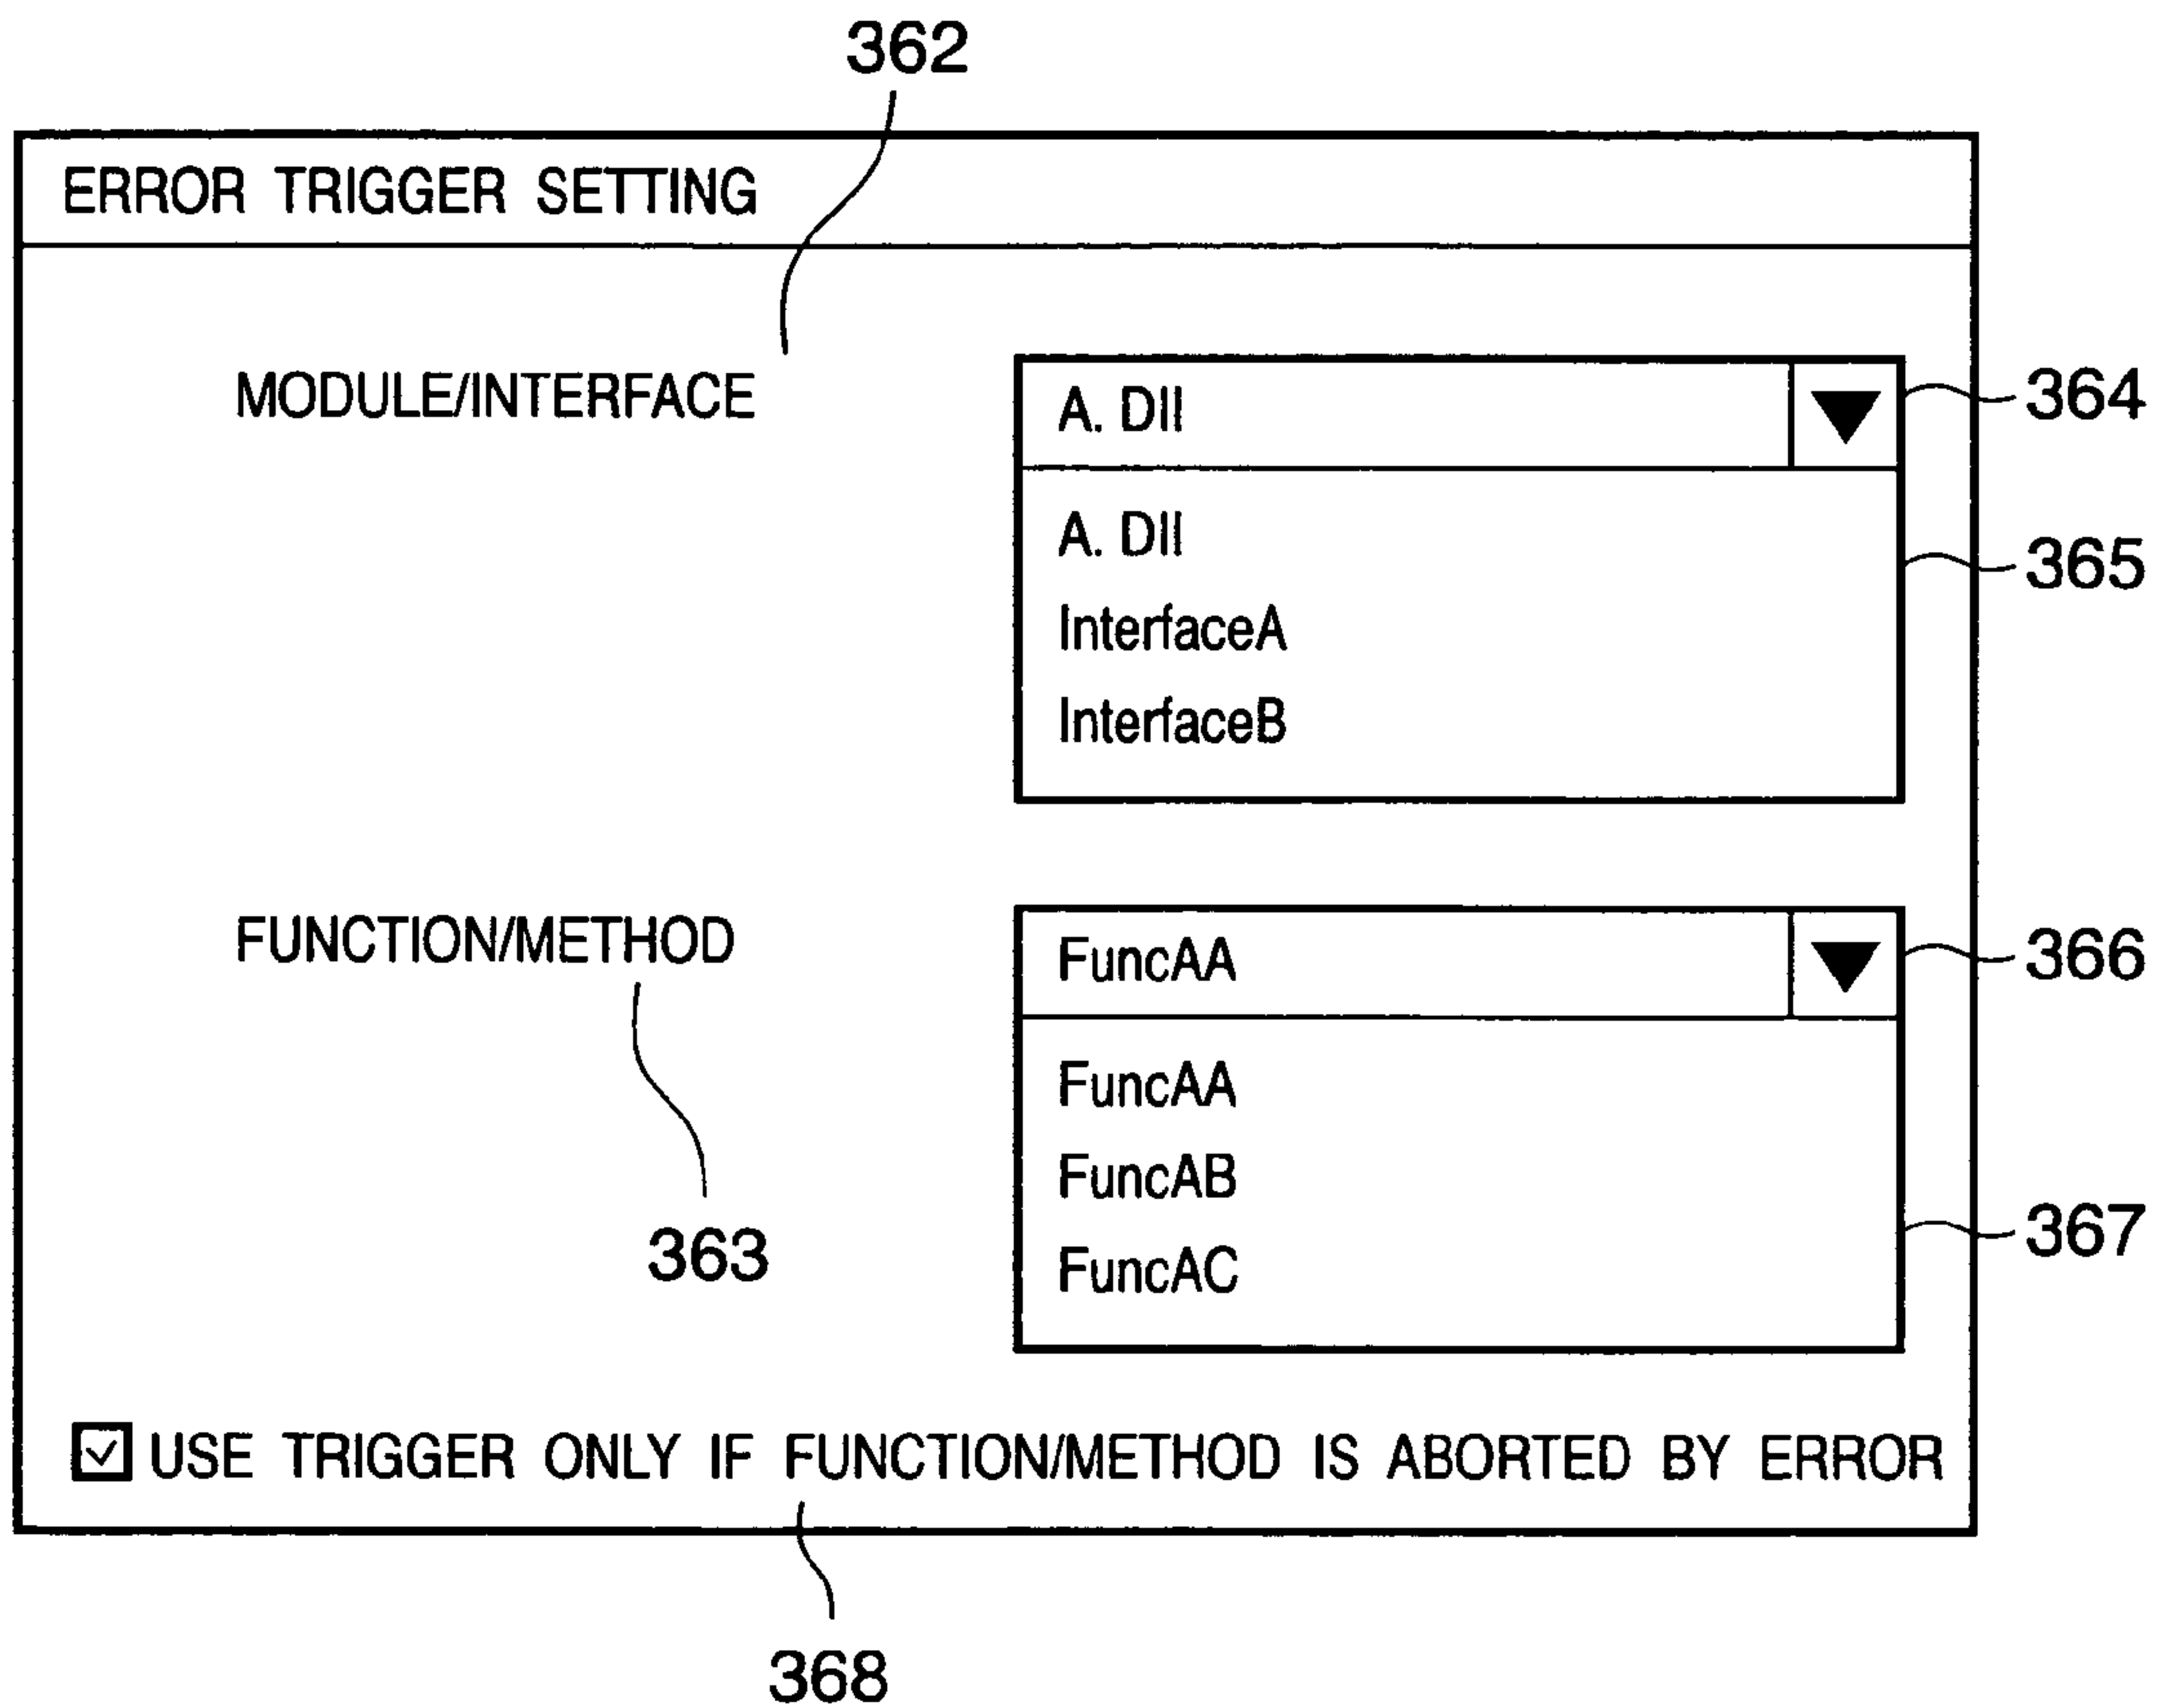 362
ERROR TRIGGER SETTING
MODULE/INTERFACE
A. Dll
364
A. Dll
365
InterfaceA
InterfaceB
FUNCTION/METHOD
FuncAA
366
FuncAA
FuncAB
367
363
FuncAC
USE TRIGGER ONLY IF FUNCTION/METHOD IS ABORTED BY ERROR
368